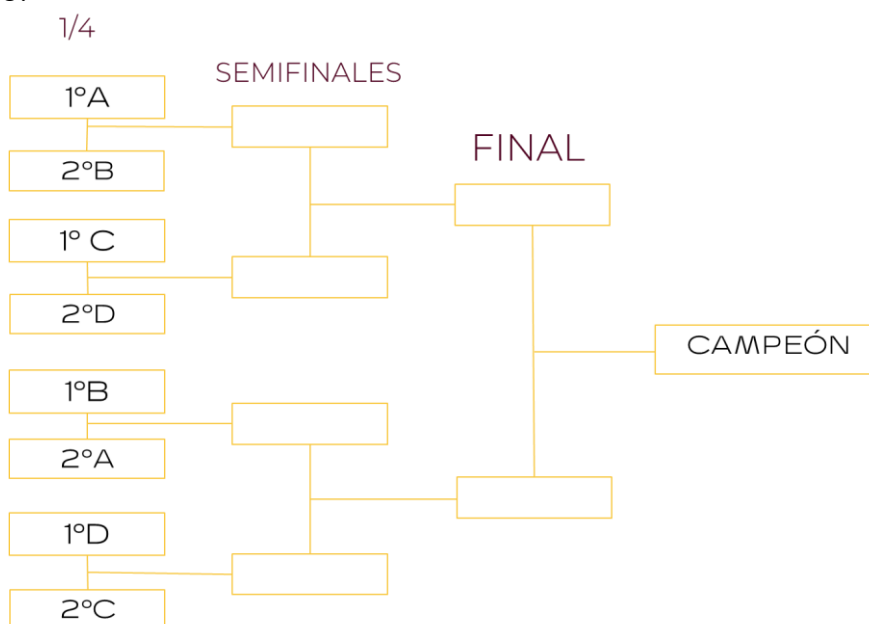 1/4
SEMIFINALES
FINAL
1ºA
2ºB
1º C
2ºD
CAMPEÓN
1ºB
2ºA
1ºD
2ºC